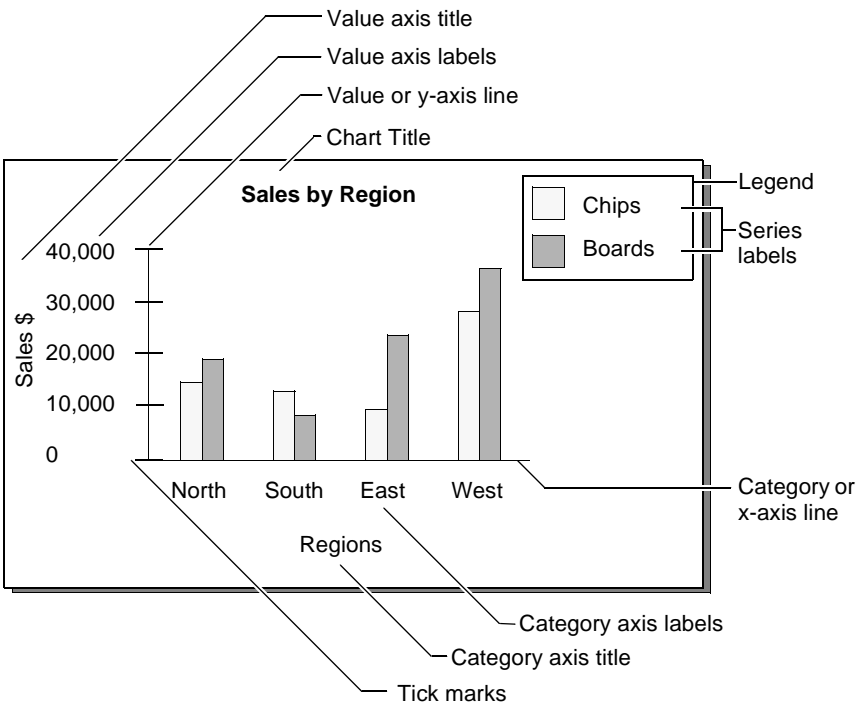 Value axis title
Value axis labels
Value or y-axis line
Chart Title
Sales by Region
Legend
Chips
Boards
Series
labels
40,000
30,000
20,000
10,000
0
Sales $
North South East West
Category or
x-axis line
Regions
Category axis labels
Category axis title
Tick marks